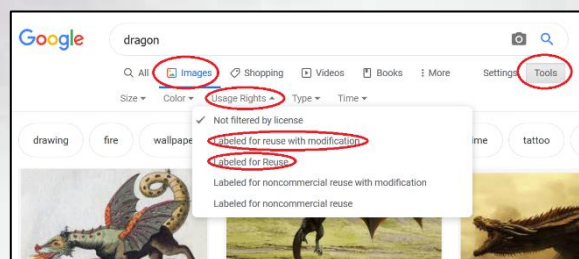 Google
dragon
All Images Shopping Videos Books More Settings Tools
Size Color Usage Rights Type Time
Not filtered by license
Labeled for reuse with modification
Labeled for Reuse
Labeled for noncommercial reuse with modification
Labeled for noncommercial reuse
drawing fire wallpape ime tattoo